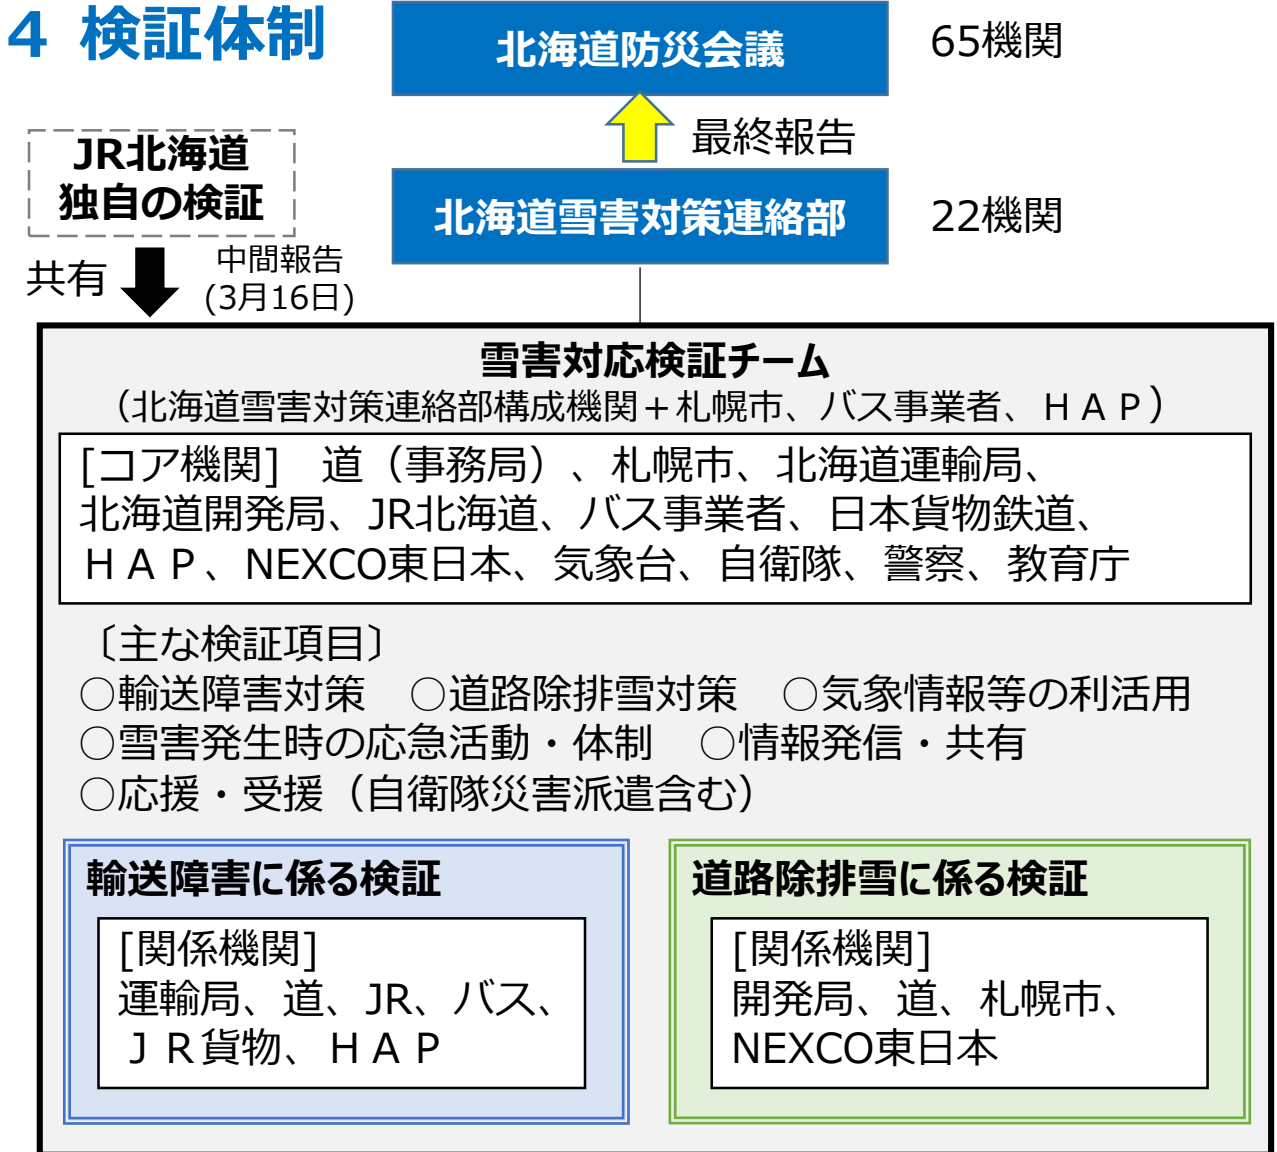 4 検証体制
北海道防災会議
65機関
最終報告
JR北海道
独自の検証
北海道雪害対策連絡部
22機関
共有
中間報告
(3月16日)
雪害対応検証チーム
（北海道雪害対策連絡部構成機関＋札幌市、バス事業者、ＨＡＰ）
[コア機関]　道（事務局）、札幌市、北海道運輸局、
北海道開発局、JR北海道、バス事業者、日本貨物鉄道、
ＨＡＰ、NEXCO東日本、気象台、自衛隊、警察、教育庁
〔主な検証項目〕
○輸送障害対策　○道路除排雪対策　○気象情報等の利活用
○雪害発生時の応急活動・体制　○情報発信・共有
○応援・受援（自衛隊災害派遣含む）
輸送障害に係る検証
[関係機関]
運輸局、道、JR、バス、
ＪＲ貨物、ＨＡＰ
道路除排雪に係る検証
[関係機関]
開発局、道、札幌市、
NEXCO東日本